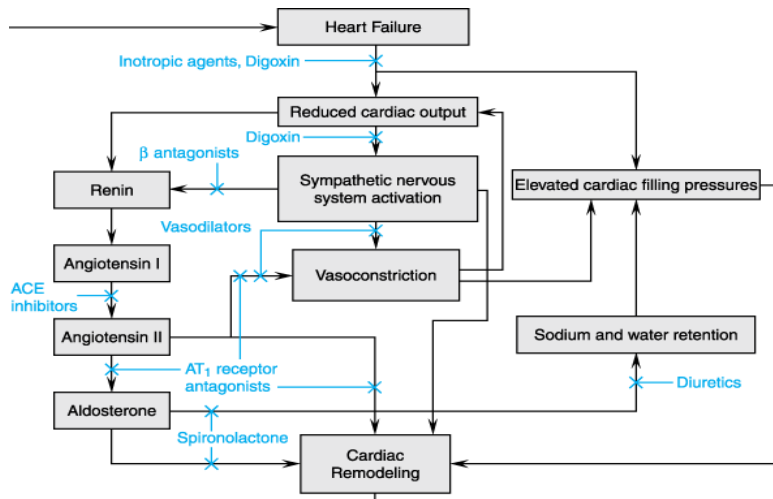 Heart Failure
Inotropic agents, Digoxin
Reduced cardiac output
Digoxin
β antagonists
Renin
Sympathetic nervous
system activation
Elevated cardiac filling pressures
Vasodilators
Angiotensin I
Vasoconstriction
ACE
inhibitors
Angiotensin II
Sodium and water retention
AT₁ receptor
antagonists
Diuretics
Aldosterone
Spironolactone
Cardiac
Remodeling